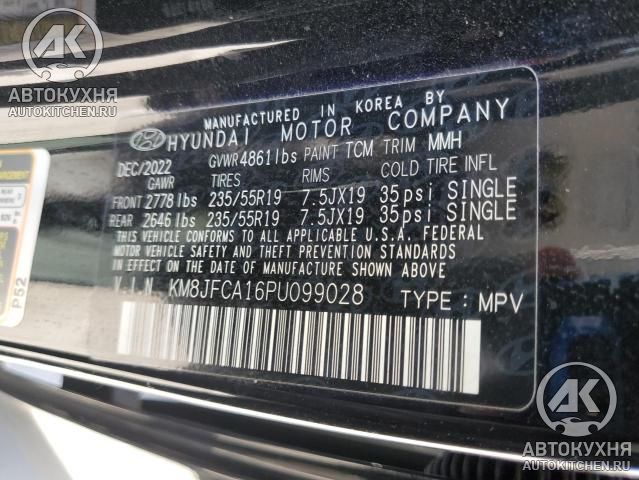 АК
АВТОКУХНЯ
AUTOKITCHEN.RU
MANUFACTURED IN KOREA BY
HYUNDAI MOTOR COMPANY
DEC/2022 GVWR 4861lbs PAINT TCM TRIM MMH
GAWR TIRES RIMS COLD TIRE INFL
FRONT 2778 lbs 235/55R19 7.5JX19 35 psi SINGLE
REAR 2646 lbs 235/55R19 7.5JX19 35 psi SINGLE
THIS VEHICLE CONFORMS TO ALL APPLICABLE U.S.A. FEDERAL
MOTOR VEHICLE SAFETY AND THEFT PREVENTION STANDARDS
IN EFFECT ON THE DATE OF MANUFACTURE SHOWN ABOVE.
V.I.N. KM8JFCA16PU099028 TYPE: MPV
P52
АК
АВТОКУХНЯ
AUTOKITCHEN.RU